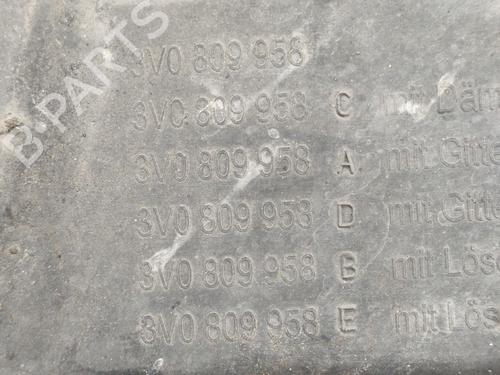 B-PARTS
3V0 809 958
3V0 809 958 C mit Däm
3V0 809 958 A mit Gitte
3V0 809 958 D mit Gitt
3V0 809 958 B mit Lös
3V0 809 958 E mit Lös